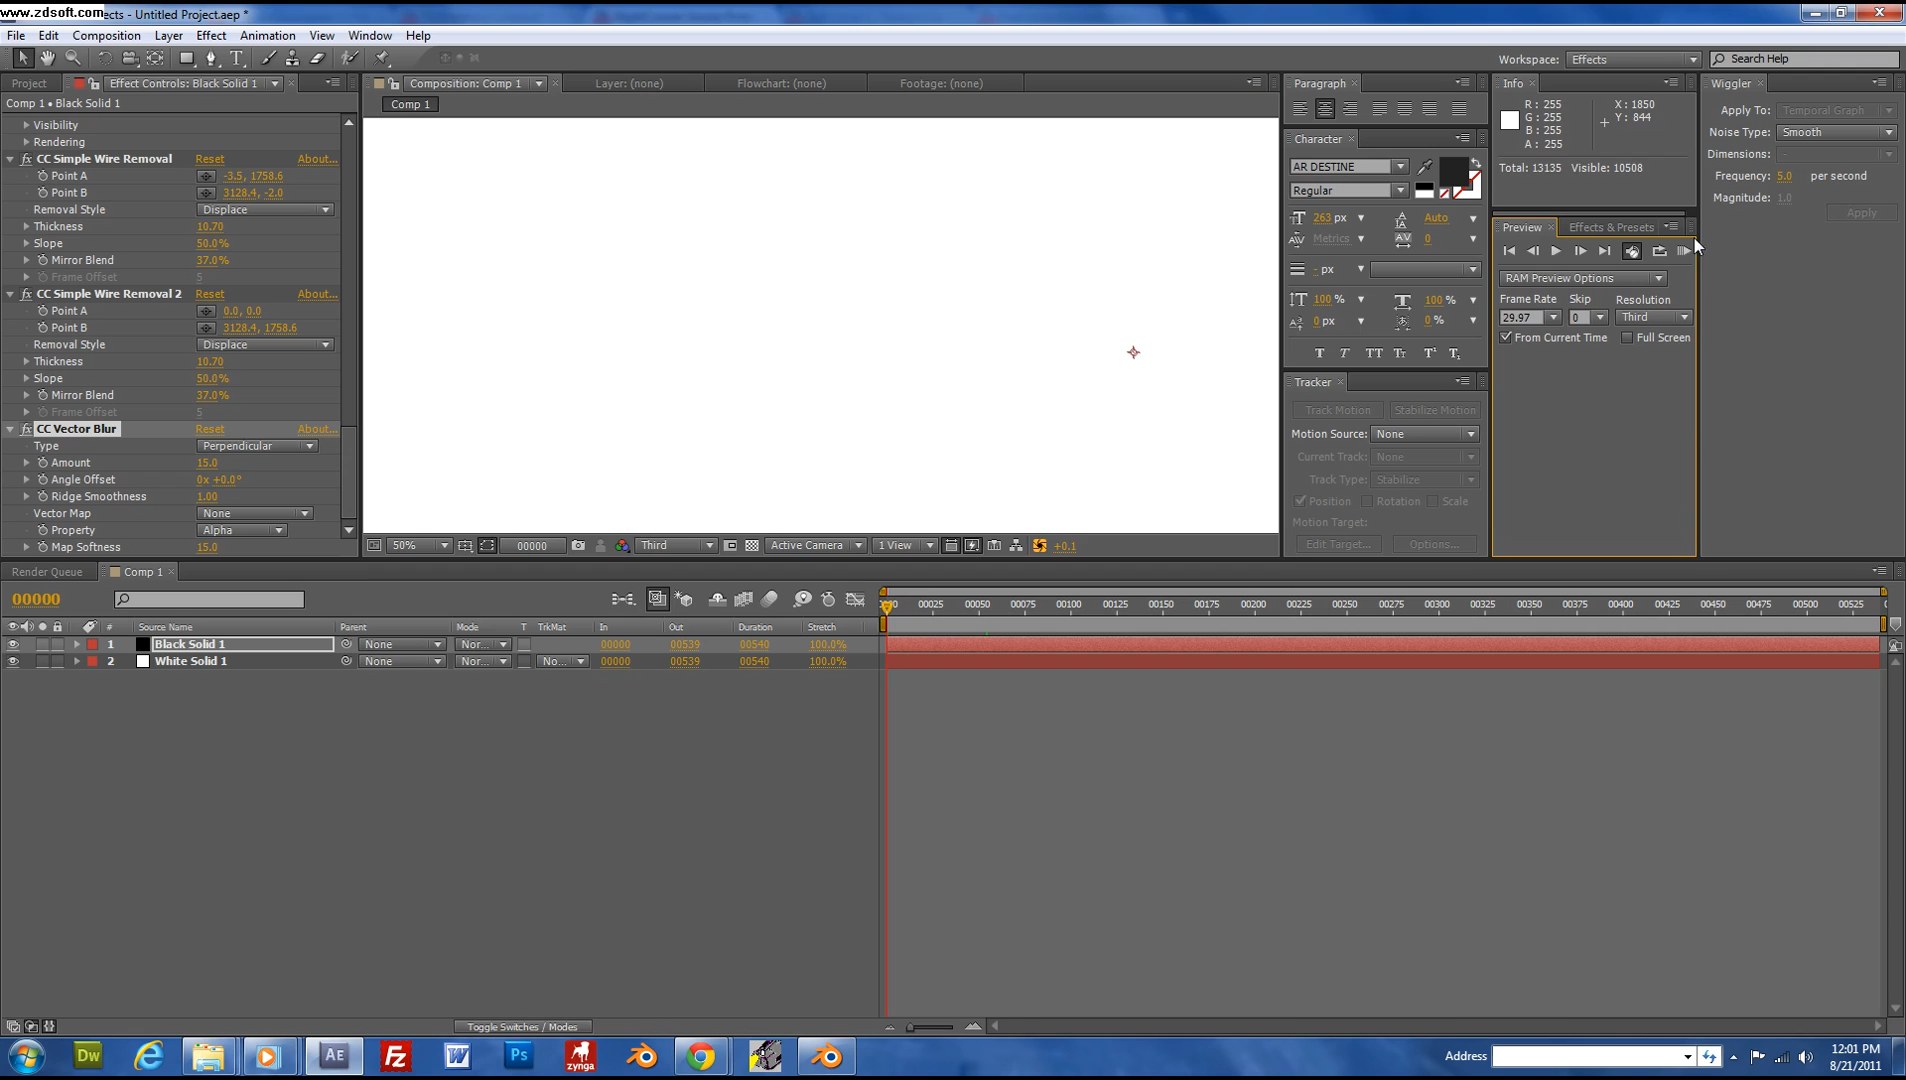 www.zdsoft.com ects - Untitled Project.aep *
File Edit Composition Layer Effect Animation View Window Help
Workspace: Effects Search Help
Project Effect Controls: Black Solid 1
Comp 1 • Black Solid 1
Visibility
Rendering
fx CC Simple Wire Removal Reset About...
Point A -3.5, 1758.6
Point B 3128.4, -2.0
Removal Style Displace
Thickness 10.70
Slope 50.0%
Mirror Blend 37.0%
Frame Offset 5
fx CC Simple Wire Removal 2 Reset About...
Point A 0.0, 0.0
Point B 3128.4, 1758.6
Removal Style Displace
Thickness 10.70
Slope 50.0%
Mirror Blend 37.0%
Frame Offset 5
fx CC Vector Blur Reset About...
Type Perpendicular
Amount 15.0
Angle Offset 0x +0.0°
Ridge Smoothness 1.00
Vector Map None
Property Alpha
Map Softness 15.0
Composition: Comp 1 Layer: (none) Flowchart: (none) Footage: (none)
Comp 1
50% 00000 Third Active Camera 1 View +0.1
Paragraph
Character
AR DESTINE
Regular
263 px Auto
Metrics 0
- px
100 % 100 %
0 px 0 %
T T TT Tt T¹ T₁
Tracker
Track Motion Stabilize Motion
Motion Source: None
Current Track: None
Track Type: Stabilize
Position Rotation Scale
Motion Target:
Edit Target... Options...
Info
R: 255 X: 1850
G: 255 Y: 844
B: 255
A: 255
Total: 13135 Visible: 10508
Preview Effects & Presets
RAM Preview Options
Frame Rate Skip Resolution
29.97 0 Third
From Current Time Full Screen
Wiggler
Apply To: Temporal Graph
Noise Type: Smooth
Dimensions: -
Frequency: 5.0 per second
Magnitude: 1.0
Apply
Render Queue Comp 1
00000
00025 00050 00075 00100 00125 00150 00175 00200 00225 00250 00275 00300 00325 00350 00375 00400 00425 00450 00475 00500 00525
# Source Name Parent Mode T TrkMat In Out Duration Stretch
1 Black Solid 1 None Nor... 00000 00539 00540 100.0%
2 White Solid 1 None Nor... No... 00000 00539 00540 100.0%
Toggle Switches / Modes
Dw AE Fz W Ps zynga Address 12:01 PM
8/21/2011